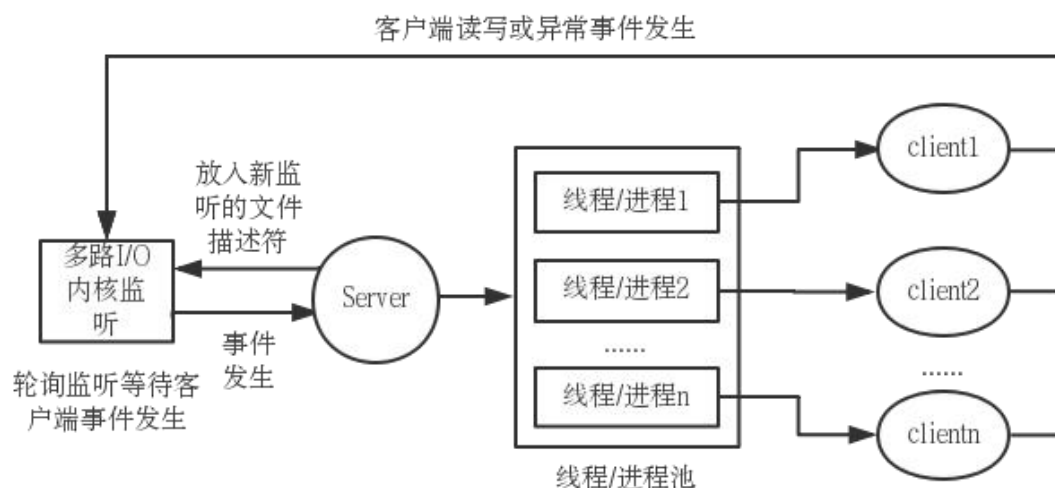 客户端读写或异常事件发生
放入新监
听的文件
描述符
多路I/O
内核监
听
Server
事件
发生
轮询监听等待客
户端事件发生
线程/进程1
线程/进程2
......
线程/进程n
线程/进程池
client1
client2
......
clientn